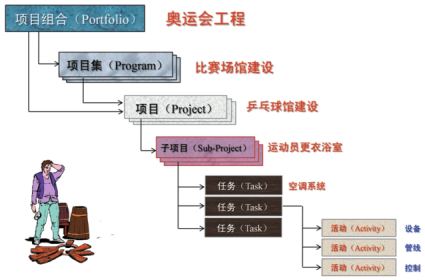 项目组合（Portfolio） 奥运会工程
项目集（Program） 比赛场馆建设
项目（Project） 乒乓球馆建设
子项目（Sub-Project） 运动员更衣浴室
任务（Task） 空调系统
任务（Task）
任务（Task）
活动（Activity） 设备
活动（Activity） 管线
活动（Activity） 控制